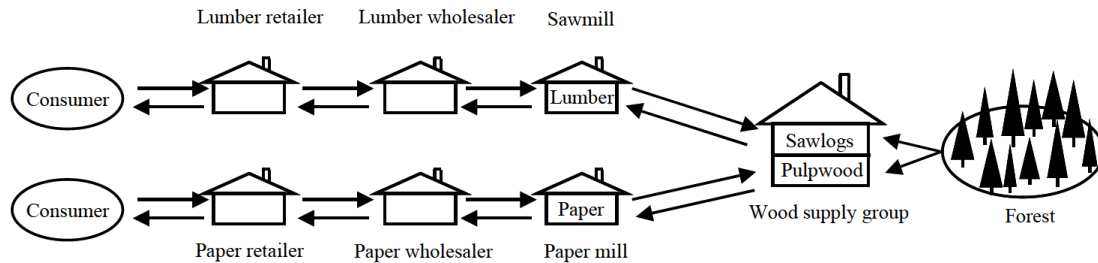 Lumber retailer
Lumber wholesaler
Sawmill
Consumer
Lumber
Sawlogs
Pulpwood
Consumer
Paper
Wood supply group
Forest
Paper retailer
Paper wholesaler
Paper mill